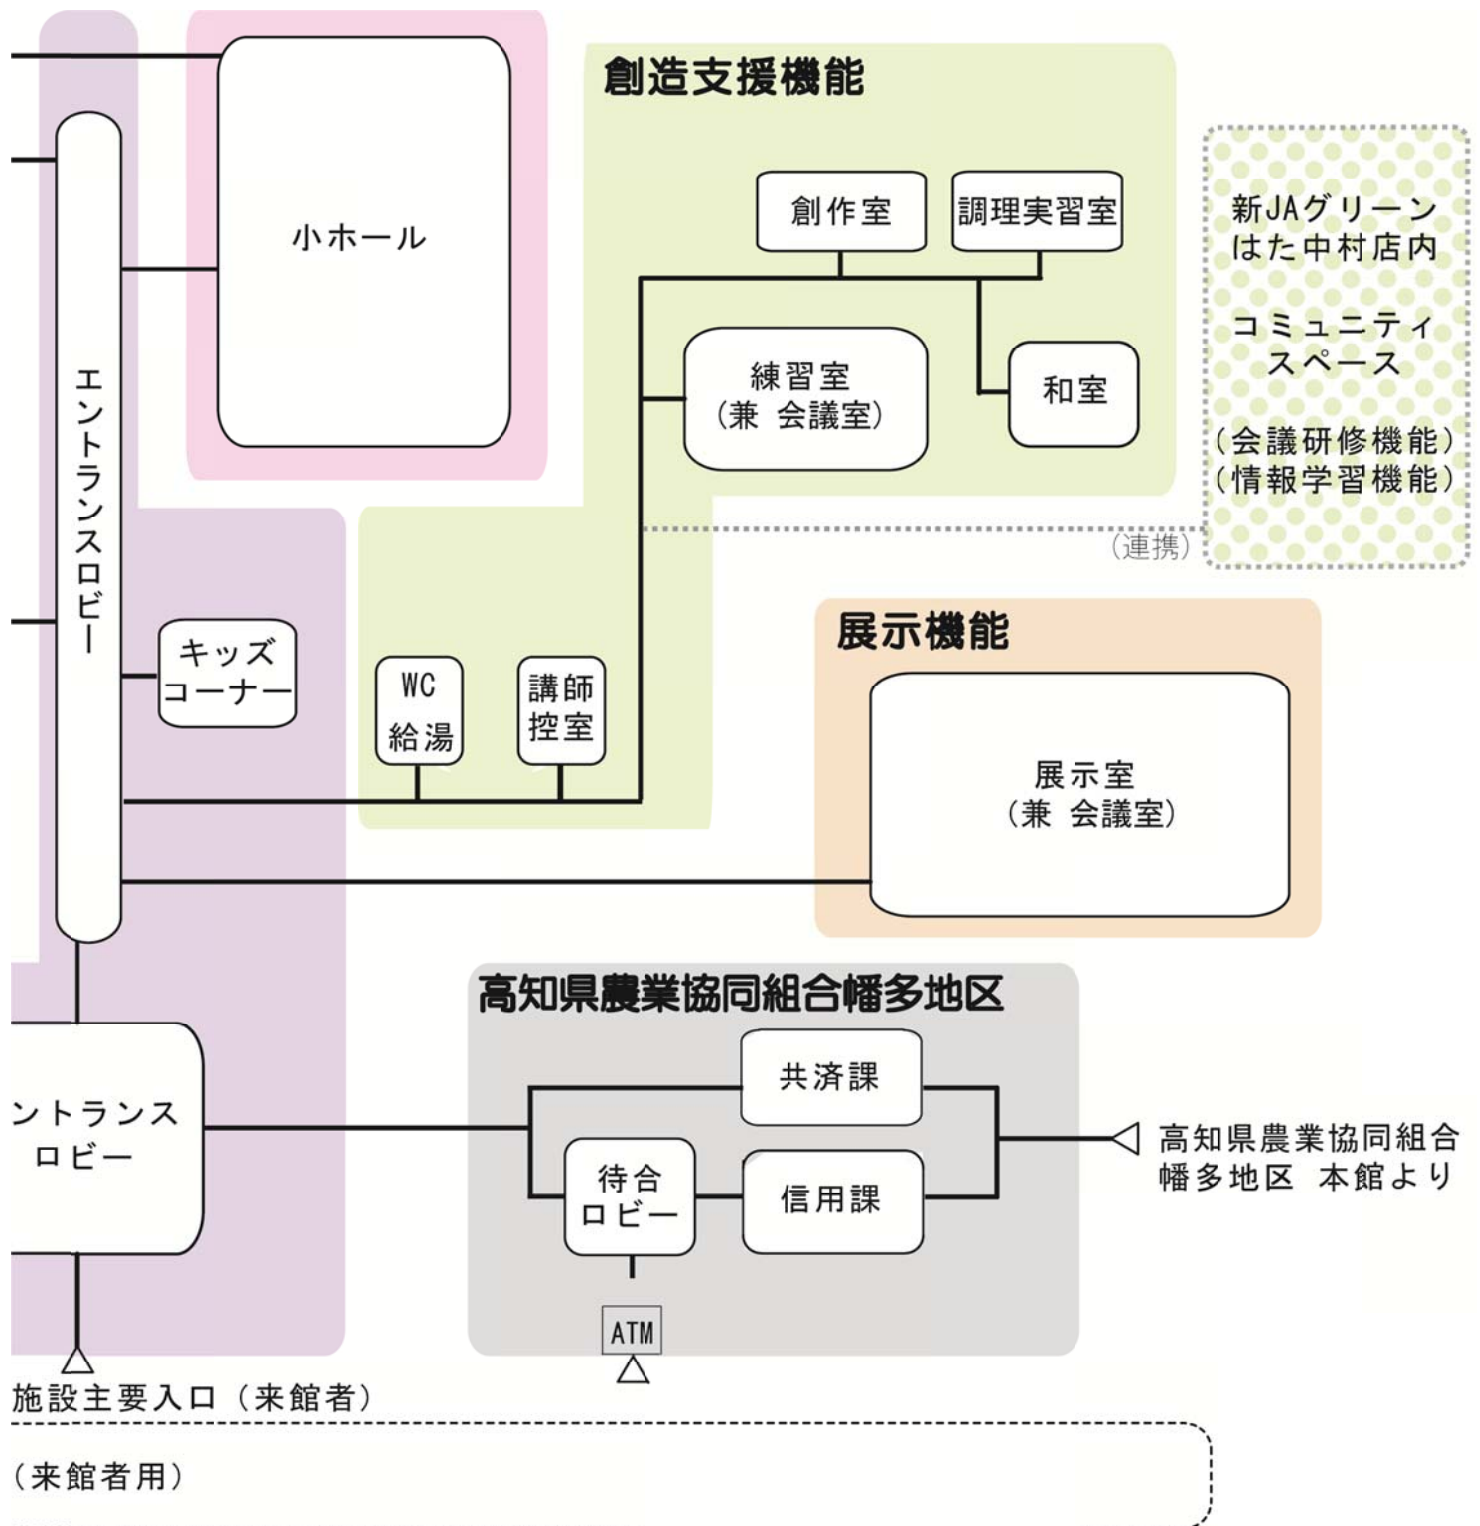 創造支援機能
創作室
調理実習室
小ホール
練習室
(兼 会議室)
和室
新JAグリーン
はた中村店内
コミュニティ
スペース
(会議研修機能)
(情報学習機能)
(連携)
エントランスロビー
キッズ
コーナー
WC
給湯
講師
控室
展示機能
展示室
(兼 会議室)
高知県農業協同組合幡多地区
共済課
待合
ロビー
信用課
ATM
高知県農業協同組合
幡多地区 本館より
ントランス
ロビー
施設主要入口(来館者)
(来館者用)